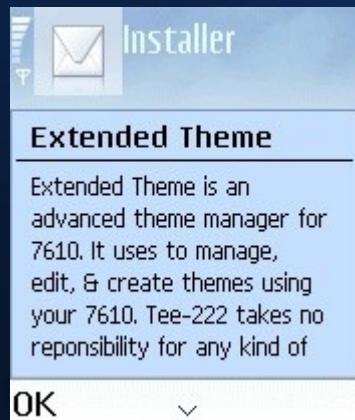 Installer
Extended Theme
Extended Theme is an
advanced theme manager for
7610. It uses to manage,
edit, & create themes using
your 7610. Tee-222 takes no
reponsibility for any kind of
OK